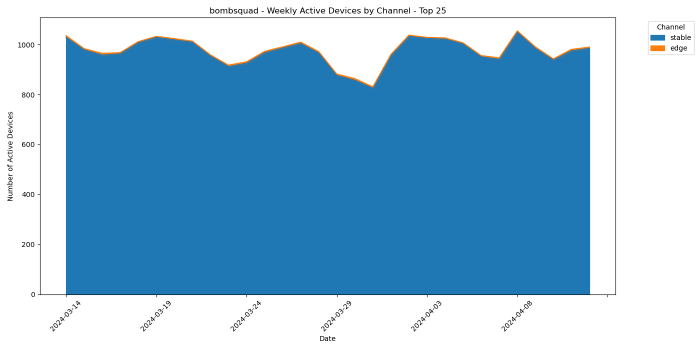 bombsquad - Weekly Active Devices by Channel - Top 25
Channel
stable
edge
Number of Active Devices
1000
800
600
400
200
0
2024-03-14
2024-03-19
2024-03-24
2024-03-29
2024-04-03
2024-04-08
Date